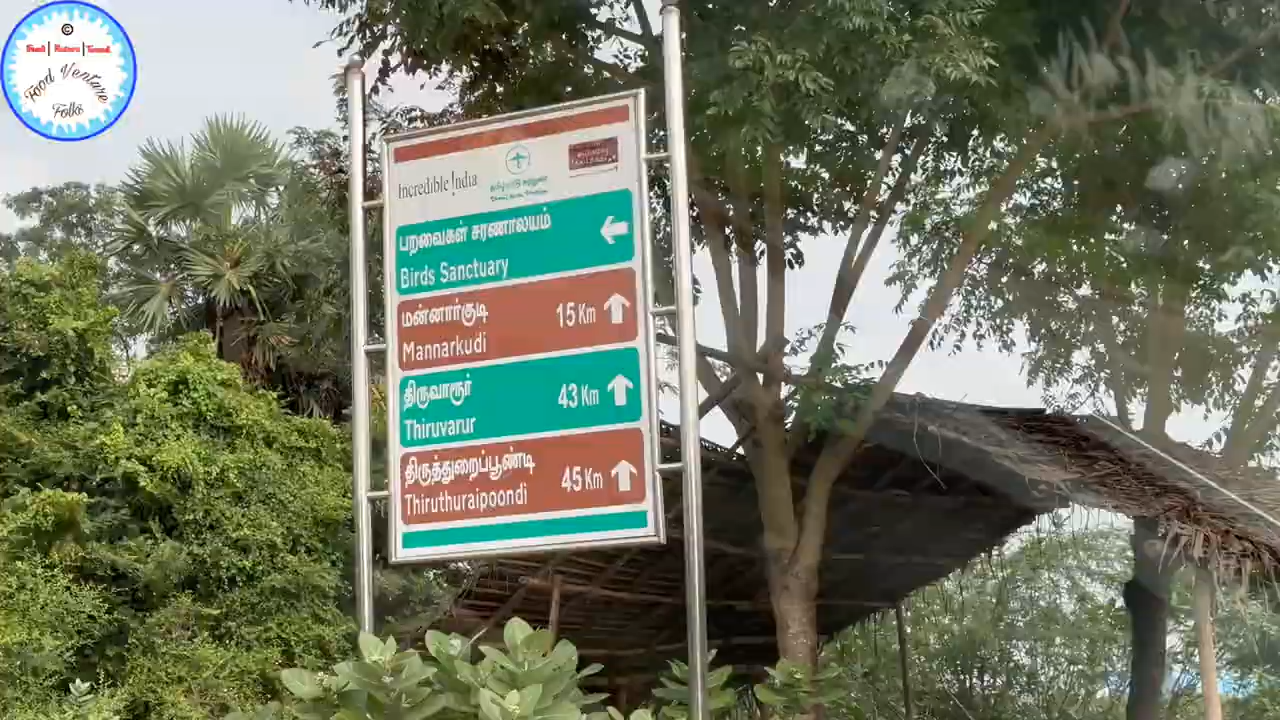 ©
Food Venture
Folks
Incredible !ndia
பறவைகள் சரணாலயம்
Birds Sanctuary
மன்னார்குடி
15 Km
Mannarkudi
திருவாரூர்
43 Km
Thiruvarur
திருத்துறைப்பூண்டி
45 Km
Thiruthuraipoondi